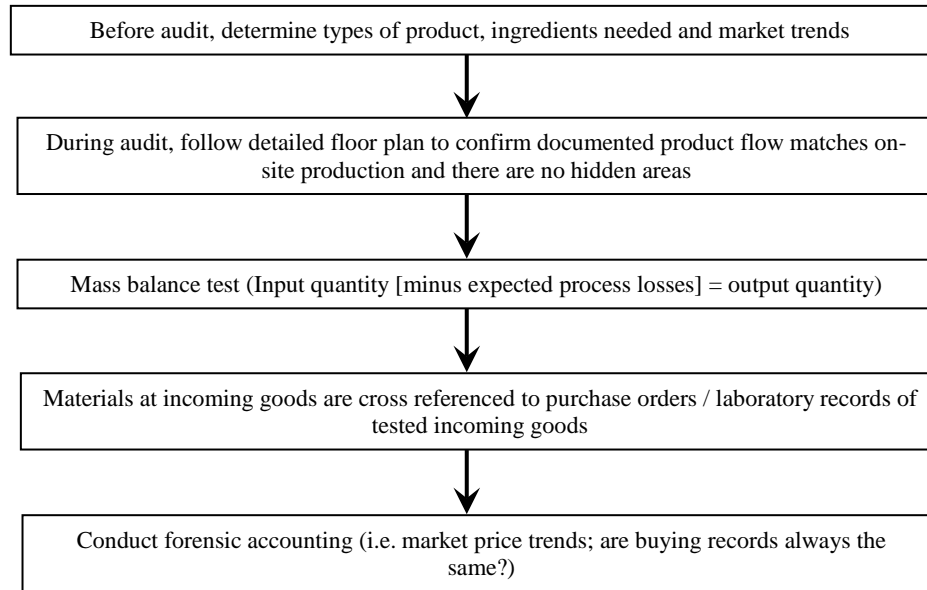 Before audit, determine types of product, ingredients needed and market trends
During audit, follow detailed floor plan to confirm documented product flow matches on-
site production and there are no hidden areas
Mass balance test (Input quantity [minus expected process losses] = output quantity)
Materials at incoming goods are cross referenced to purchase orders / laboratory records of
tested incoming goods
Conduct forensic accounting (i.e. market price trends; are buying records always the
same?)